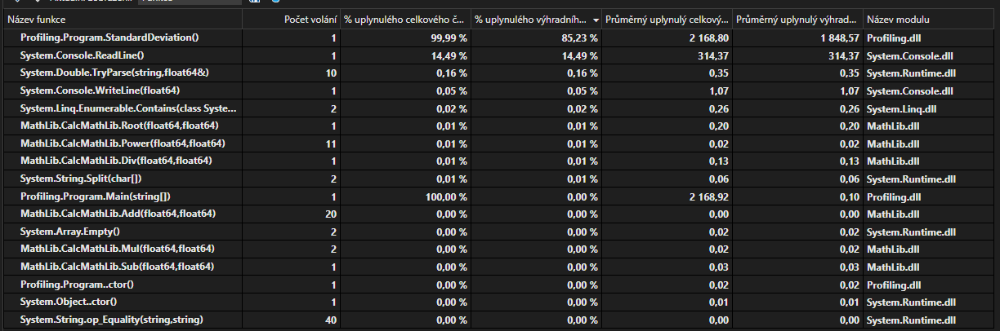 Funkce
Název funkce Počet volání % uplynulého celkového č... % uplynulého výhradního... Průměrný uplynulý celkový... Průměrný uplynulý výhrad... Název modulu
Profiling.Program.StandardDeviation() 1 99,99 % 85,23 % 2 168,80 1 848,57 Profiling.dll
System.Console.ReadLine() 1 14,49 % 14,49 % 314,37 314,37 System.Console.dll
System.Double.TryParse(string,float64&) 10 0,16 % 0,16 % 0,35 0,35 System.Runtime.dll
System.Console.WriteLine(float64) 1 0,05 % 0,05 % 1,07 1,07 System.Console.dll
System.Linq.Enumerable.Contains(class Syste... 2 0,02 % 0,02 % 0,26 0,26 System.Linq.dll
MathLib.CalcMathLib.Root(float64,float64) 1 0,01 % 0,01 % 0,20 0,20 MathLib.dll
MathLib.CalcMathLib.Power(float64,float64) 11 0,01 % 0,01 % 0,02 0,02 MathLib.dll
MathLib.CalcMathLib.Div(float64,float64) 1 0,01 % 0,01 % 0,13 0,13 MathLib.dll
System.String.Split(char[]) 2 0,01 % 0,01 % 0,06 0,06 System.Runtime.dll
Profiling.Program.Main(string[]) 1 100,00 % 0,00 % 2 168,92 0,10 Profiling.dll
MathLib.CalcMathLib.Add(float64,float64) 20 0,00 % 0,00 % 0,00 0,00 MathLib.dll
System.Array.Empty() 2 0,00 % 0,00 % 0,02 0,02 System.Runtime.dll
MathLib.CalcMathLib.Mul(float64,float64) 2 0,00 % 0,00 % 0,02 0,02 MathLib.dll
MathLib.CalcMathLib.Sub(float64,float64) 1 0,00 % 0,00 % 0,03 0,03 MathLib.dll
Profiling.Program..ctor() 1 0,00 % 0,00 % 0,02 0,02 Profiling.dll
System.Object..ctor() 1 0,00 % 0,00 % 0,01 0,01 System.Runtime.dll
System.String.op_Equality(string,string) 40 0,00 % 0,00 % 0,00 0,00 System.Runtime.dll